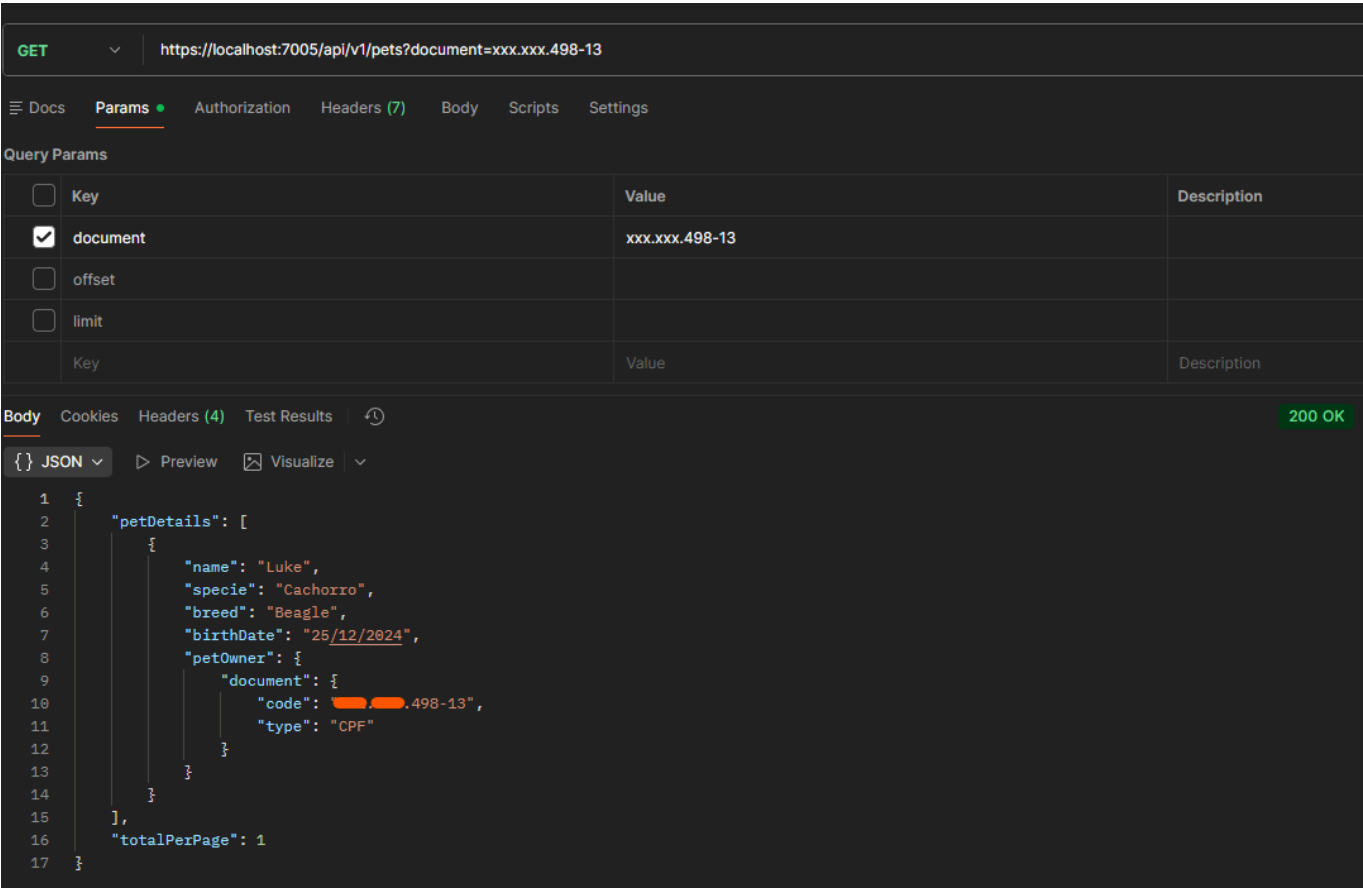 GET https://localhost:7005/api/v1/pets?document=xxx.xxx.498-13
Docs Params Authorization Headers (7) Body Scripts Settings
Query Params
Key Value Description
document xxx.xxx.498-13
offset
limit
Key Value Description
Body Cookies Headers (4) Test Results 200 OK
{} JSON Preview Visualize
1 {
2 "petDetails": [
3 {
4 "name": "Luke",
5 "specie": "Cachorro",
6 "breed": "Beagle",
7 "birthDate": "25/12/2024",
8 "petOwner": {
9 "document": {
10 "code": " . .498-13",
11 "type": "CPF"
12 }
13 }
14 }
15 ],
16 "totalPerPage": 1
17 }